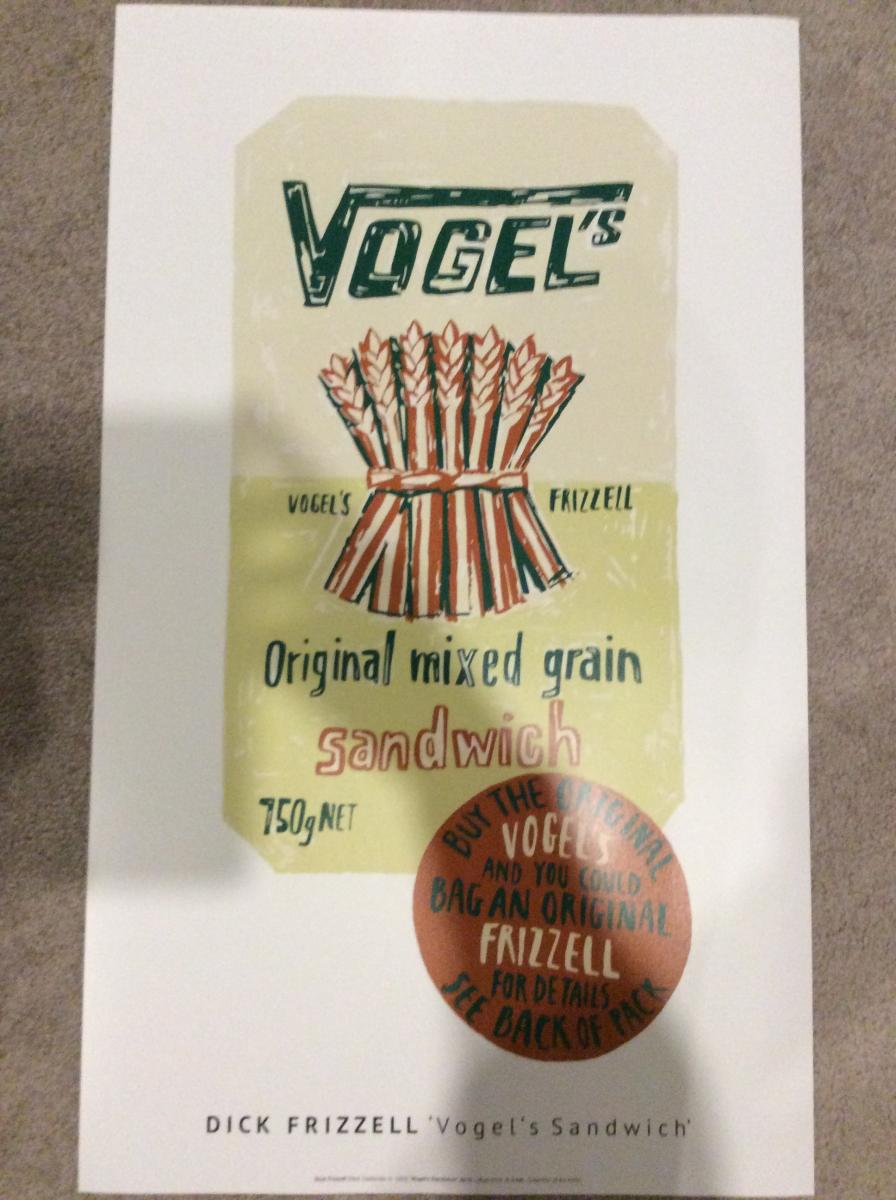 VOGEL'S
VOGEL'S FRIZZELL
Original mixed grain
sandwich
750g NET
BUY THE ORIGINAL
VOGEL'S
AND YOU COULD
BAG AN ORIGINAL
FRIZZELL
FOR DETAILS
SEE BACK OF PACK
DICK FRIZZELL 'Vogel's Sandwich'